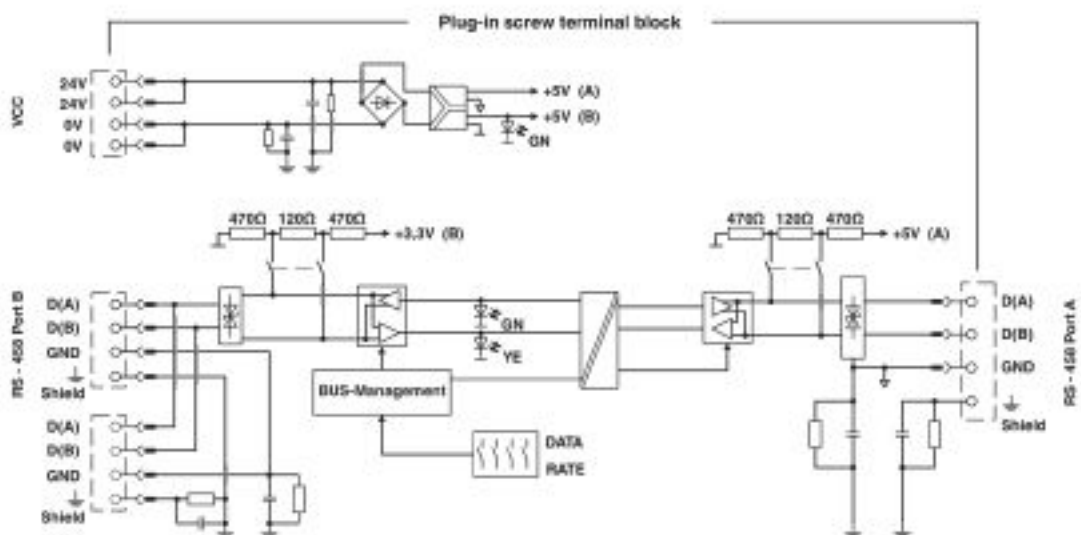 Plug-in screw terminal block
VCC
24V
24V
0V
0V
+5V (A)
+5V (B)
GN
470Ω 120Ω 470Ω
+3,3V (B)
470Ω 120Ω 470Ω
+5V (A)
RS - 458 Port B
D(A)
D(B)
GND
Shield
D(A)
D(B)
GND
Shield
GN
YE
BUS-Management
DATA
RATE
D(A)
D(B)
GND
Shield
RS - 458 Port A